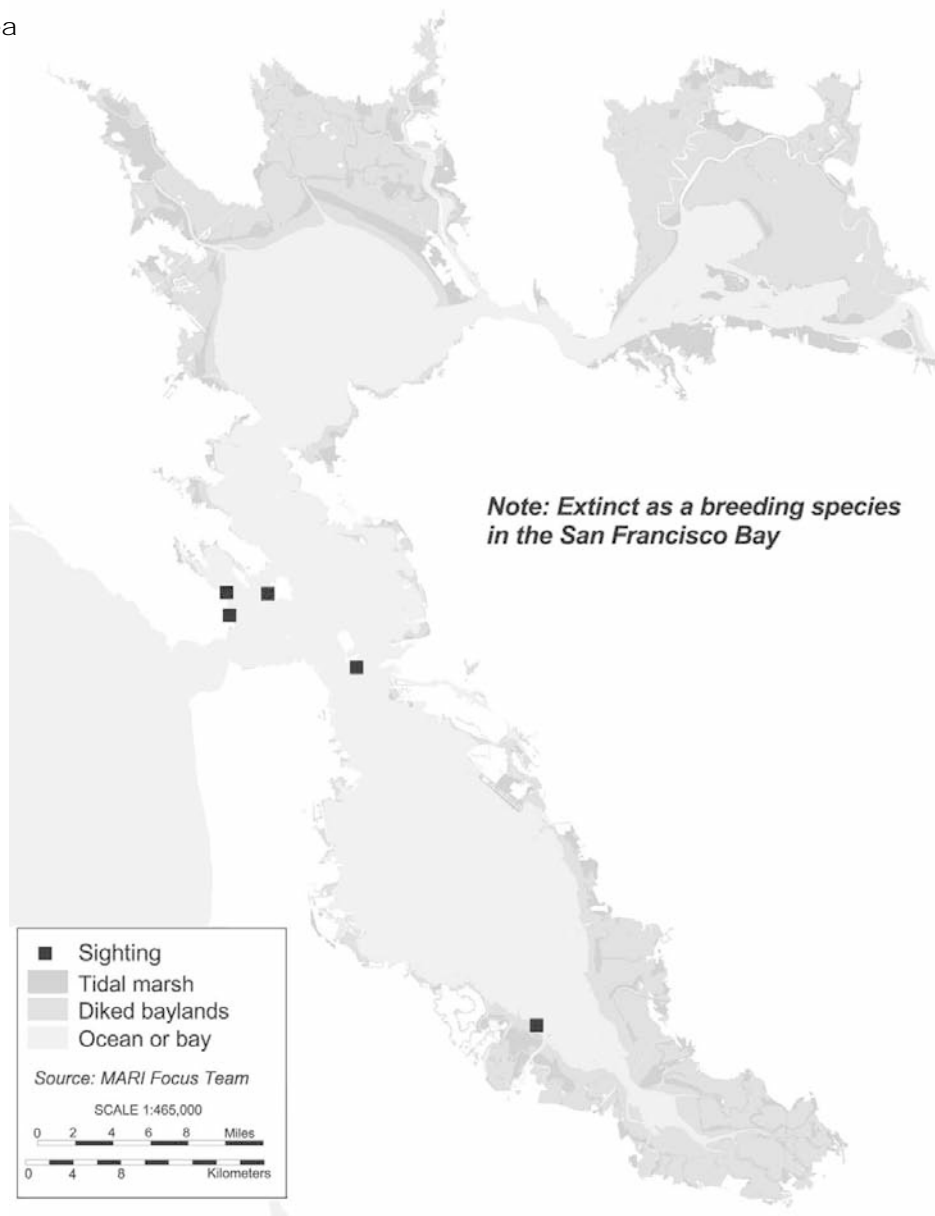 a
Note: Extinct as a breeding species
in the San Francisco Bay
Sighting
Tidal marsh
Diked baylands
Ocean or bay
Source: MARI Focus Team
SCALE 1:465,000
0 2 4 6 8 Miles
0 4 8 Kilometers